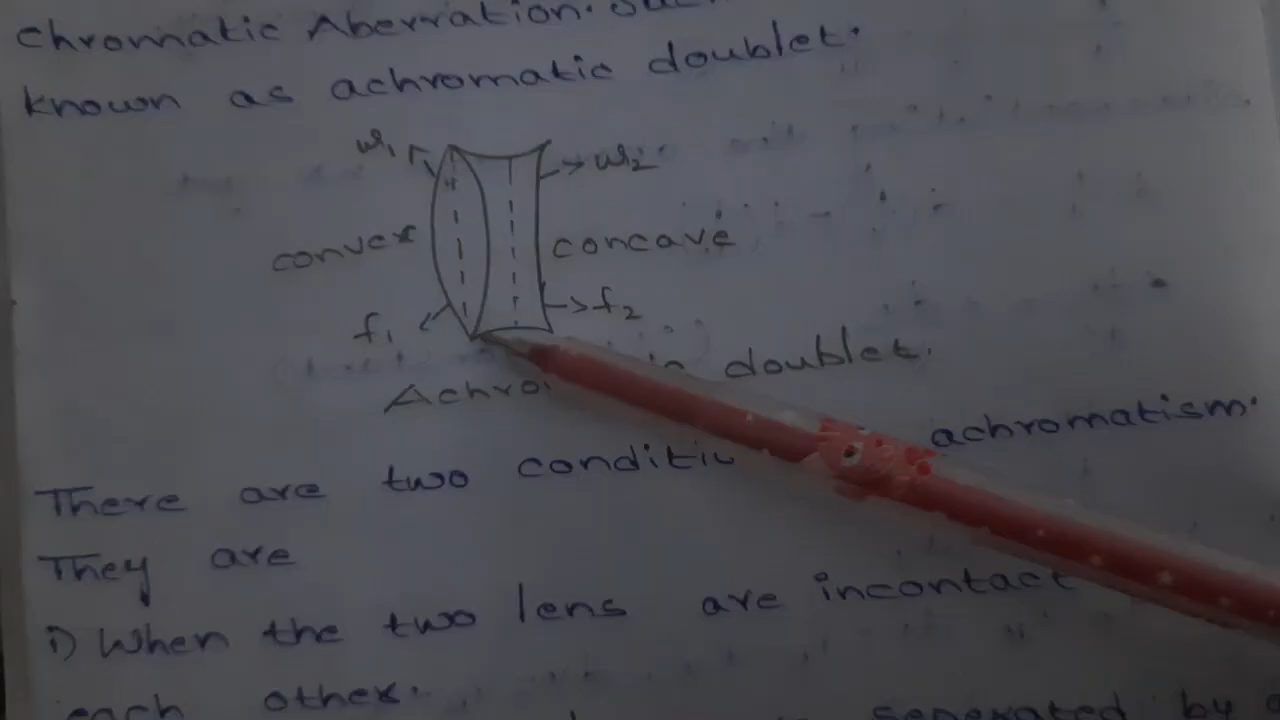 Chromatic Aberration.
known as achromatic doublet.
ω1
ω2
convex
concave
f1
f2
doublet.
There are two achromatism.
They are
i) When the two lens are incontact
each other.
separated by